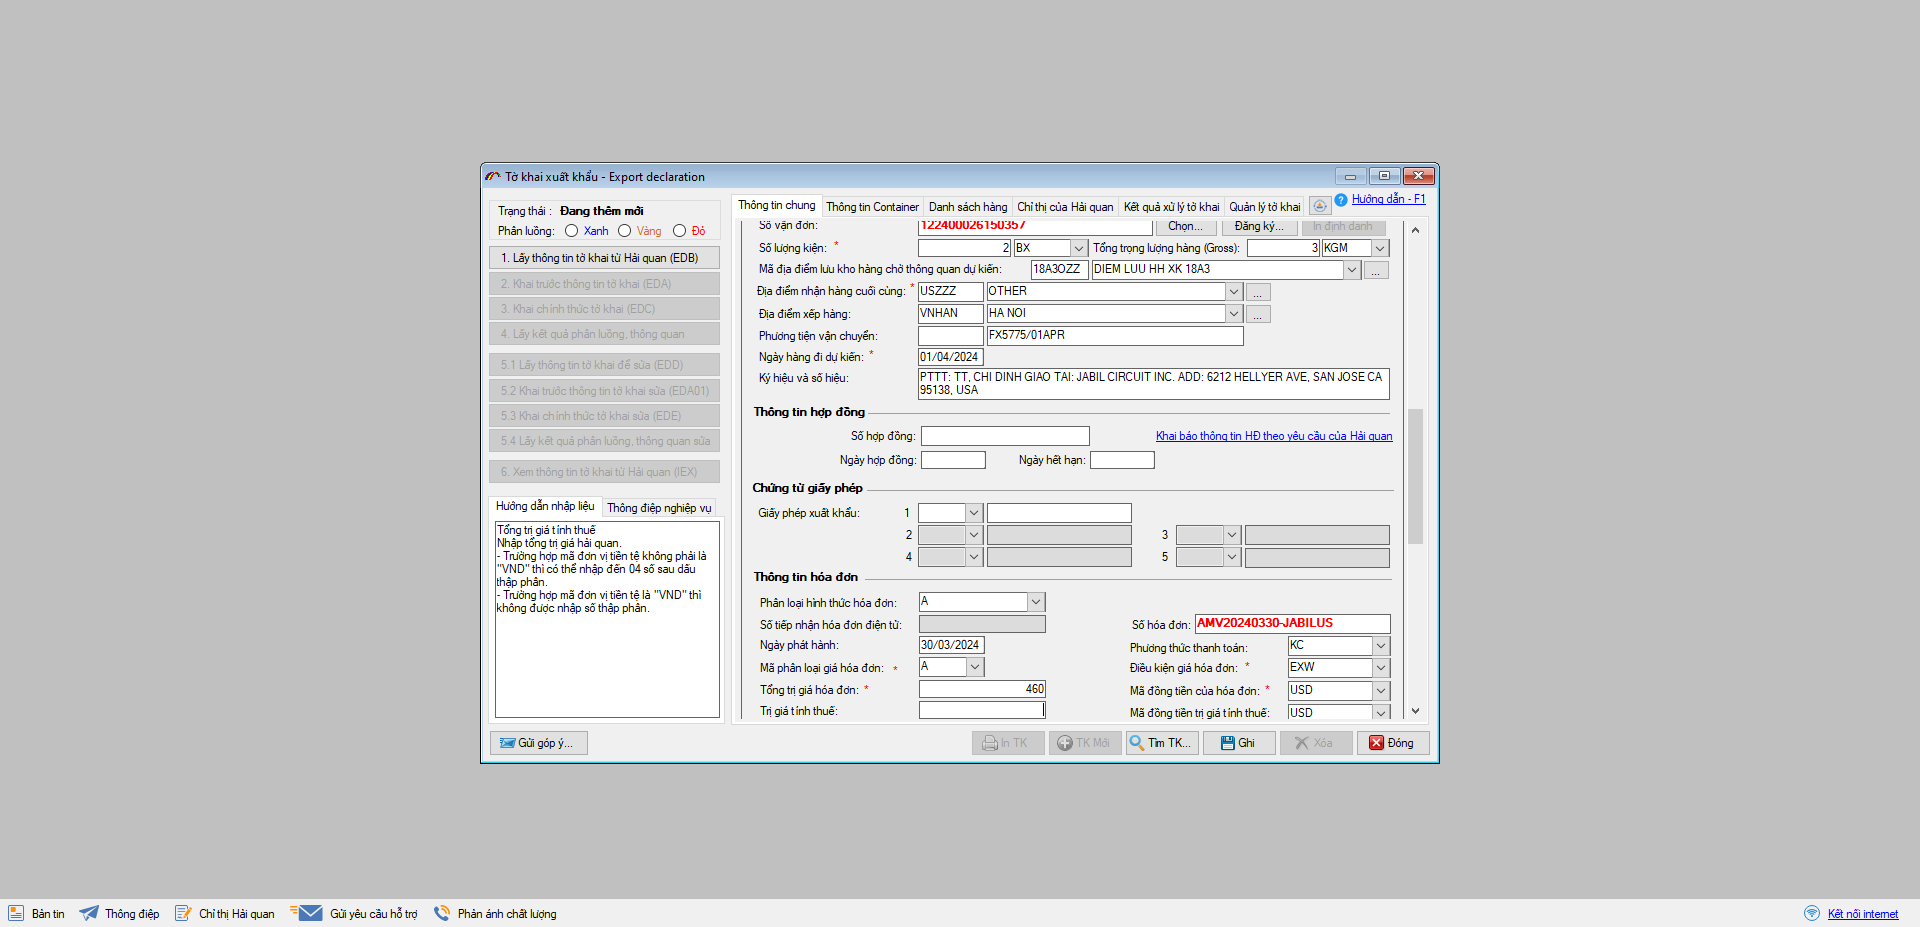 Tờ khai xuất khẩu - Export declaration
Trạng thái : Đang thêm mới
Phân luồng: Xanh Vàng Đỏ
1. Lấy thông tin tờ khai từ Hải quan (EDB)
2. Khai trước thông tin tờ khai (EDA)
3. Khai chính thức tờ khai (EDC)
4. Lấy kết quả phân luồng, thông quan
5.1 Lấy thông tin tờ khai để sửa (EDD)
5.2 Khai trước thông tin tờ khai sửa (EDA01)
5.3 Khai chính thức tờ khai sửa (EDE)
5.4 Lấy kết quả phân luồng, thông quan sửa
6. Xem thông tin tờ khai từ Hải quan (IEX)
Hướng dẫn nhập liệu Thông điệp nghiệp vụ
Tổng trị giá tính thuế
Nhập tổng trị giá hải quan.
- Trường hợp mã đơn vị tiền tệ không phải là
"VND" thì có thể nhập đến 04 số sau dấu
thập phân.
- Trường hợp mã đơn vị tiền tệ là "VND" thì
không được nhập số thập phân.
Thông tin chung Thông tin Container Danh sách hàng Chỉ thị của Hải quan Kết quả xử lý tờ khai Quản lý tờ khai Hướng dẫn - F1
Số vận đơn: 122400026150357 Chọn... Đăng ký... In định danh
Số lượng kiện: * 2 BX Tổng trọng lượng hàng (Gross): 3 KGM
Mã địa điểm lưu kho hàng chờ thông quan dự kiến: 18A3OZZ DIEM LUU HH XK 18A3 ...
Địa điểm nhận hàng cuối cùng: * USZZZ OTHER ...
Địa điểm xếp hàng: VNHAN HA NOI ...
Phương tiện vận chuyển: FX5775/01APR
Ngày hàng đi dự kiến: * 01/04/2024
Ký hiệu và số hiệu: PTTT: TT, CHI DINH GIAO TAI: JABIL CIRCUIT INC. ADD: 6212 HELLYER AVE, SAN JOSE CA
95138, USA
Thông tin hợp đồng
Số hợp đồng: Khai báo thông tin HĐ theo yêu cầu của Hải quan
Ngày hợp đồng: Ngày hết hạn:
Chứng từ giấy phép
Giấy phép xuất khẩu: 1
2 3
4 5
Thông tin hóa đơn
Phân loại hình thức hóa đơn: A
Số tiếp nhận hóa đơn điện tử: Số hóa đơn: AMV20240330-JABILUS
Ngày phát hành: 30/03/2024 Phương thức thanh toán: KC
Mã phân loại giá hóa đơn: * A Điều kiện giá hóa đơn: * EXW
Tổng trị giá hóa đơn: * 460 Mã đồng tiền của hóa đơn: * USD
Trị giá tính thuế: Mã đồng tiền trị giá tính thuế: USD
Gửi góp ý... In TK TK Mới Tìm TK... Ghi Xóa Đóng
Bản tin Thông điệp Chỉ thị Hải quan Gửi yêu cầu hỗ trợ Phản ánh chất lượng Kết nối internet